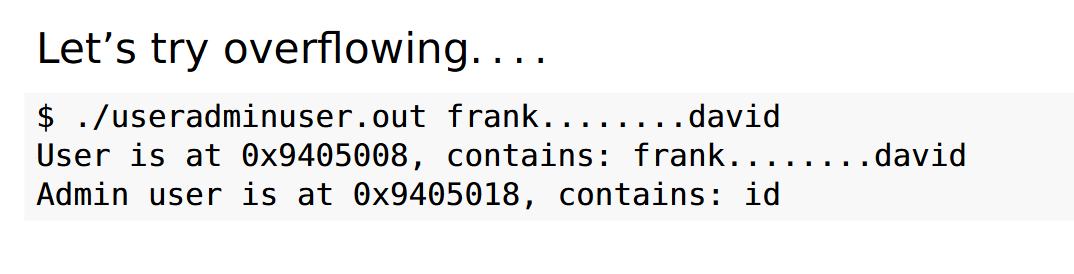 Let’s try overflowing. . . .
$ ./useradminuser.out frank........david
User is at 0x9405008, contains: frank........david
Admin user is at 0x9405018, contains: id